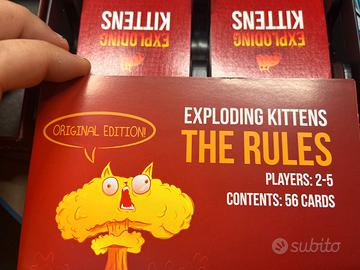 EXPLODING
KITTENS
EXPLODING
KITTENS
ORIGINAL EDITION!
EXPLODING KITTENS
THE RULES
PLAYERS: 2-5
CONTENTS: 56 CARDS
subito